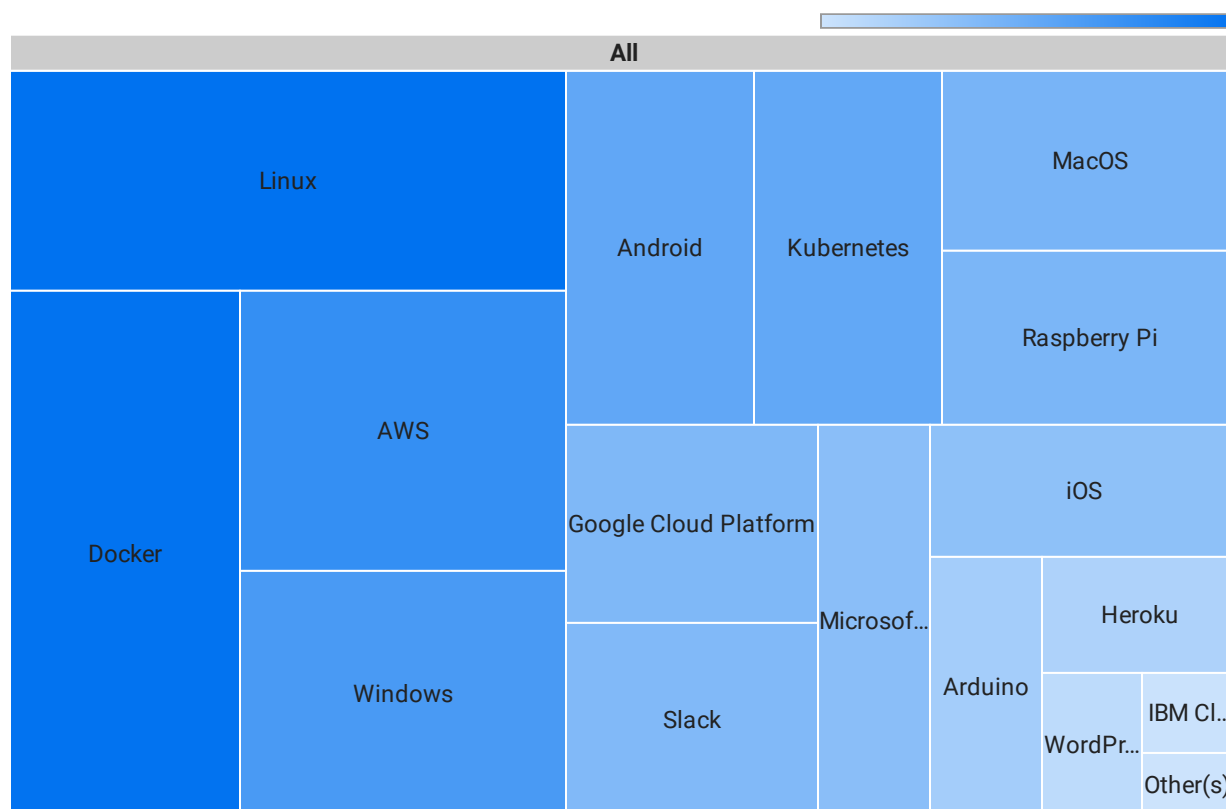 All
Linux
Android
Kubernetes
MacOS
Raspberry Pi
AWS
Docker
Windows
Google Cloud Platform
Slack
Microsof...
iOS
Arduino
Heroku
WordPr...
IBM Cl...
Other(s)